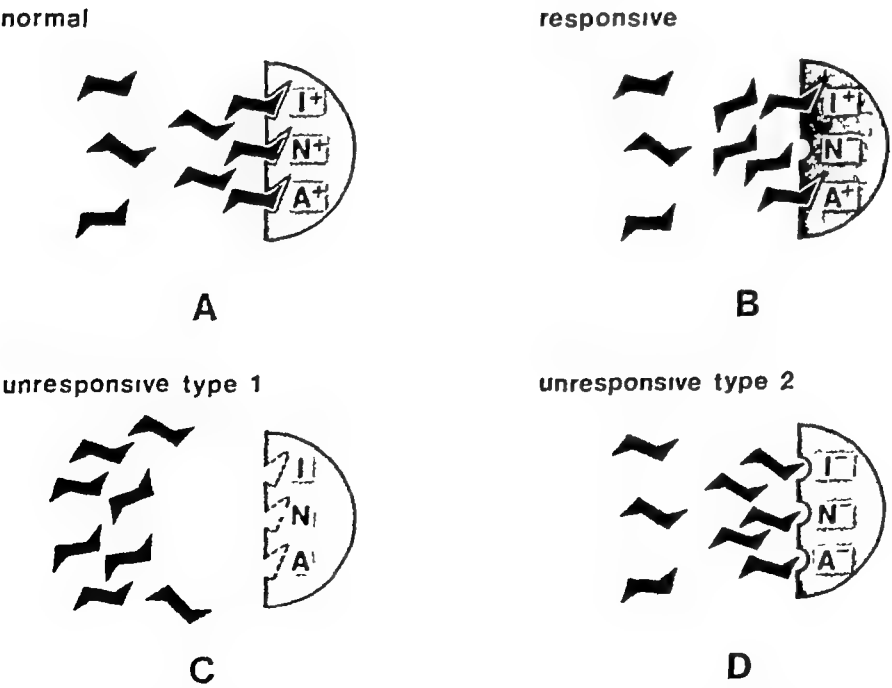 normal
responsive
I+
N+
A+
I+
N−
A+
A
B
unresponsive type 1
unresponsive type 2
I
N
A
I−
N−
A−
C
D